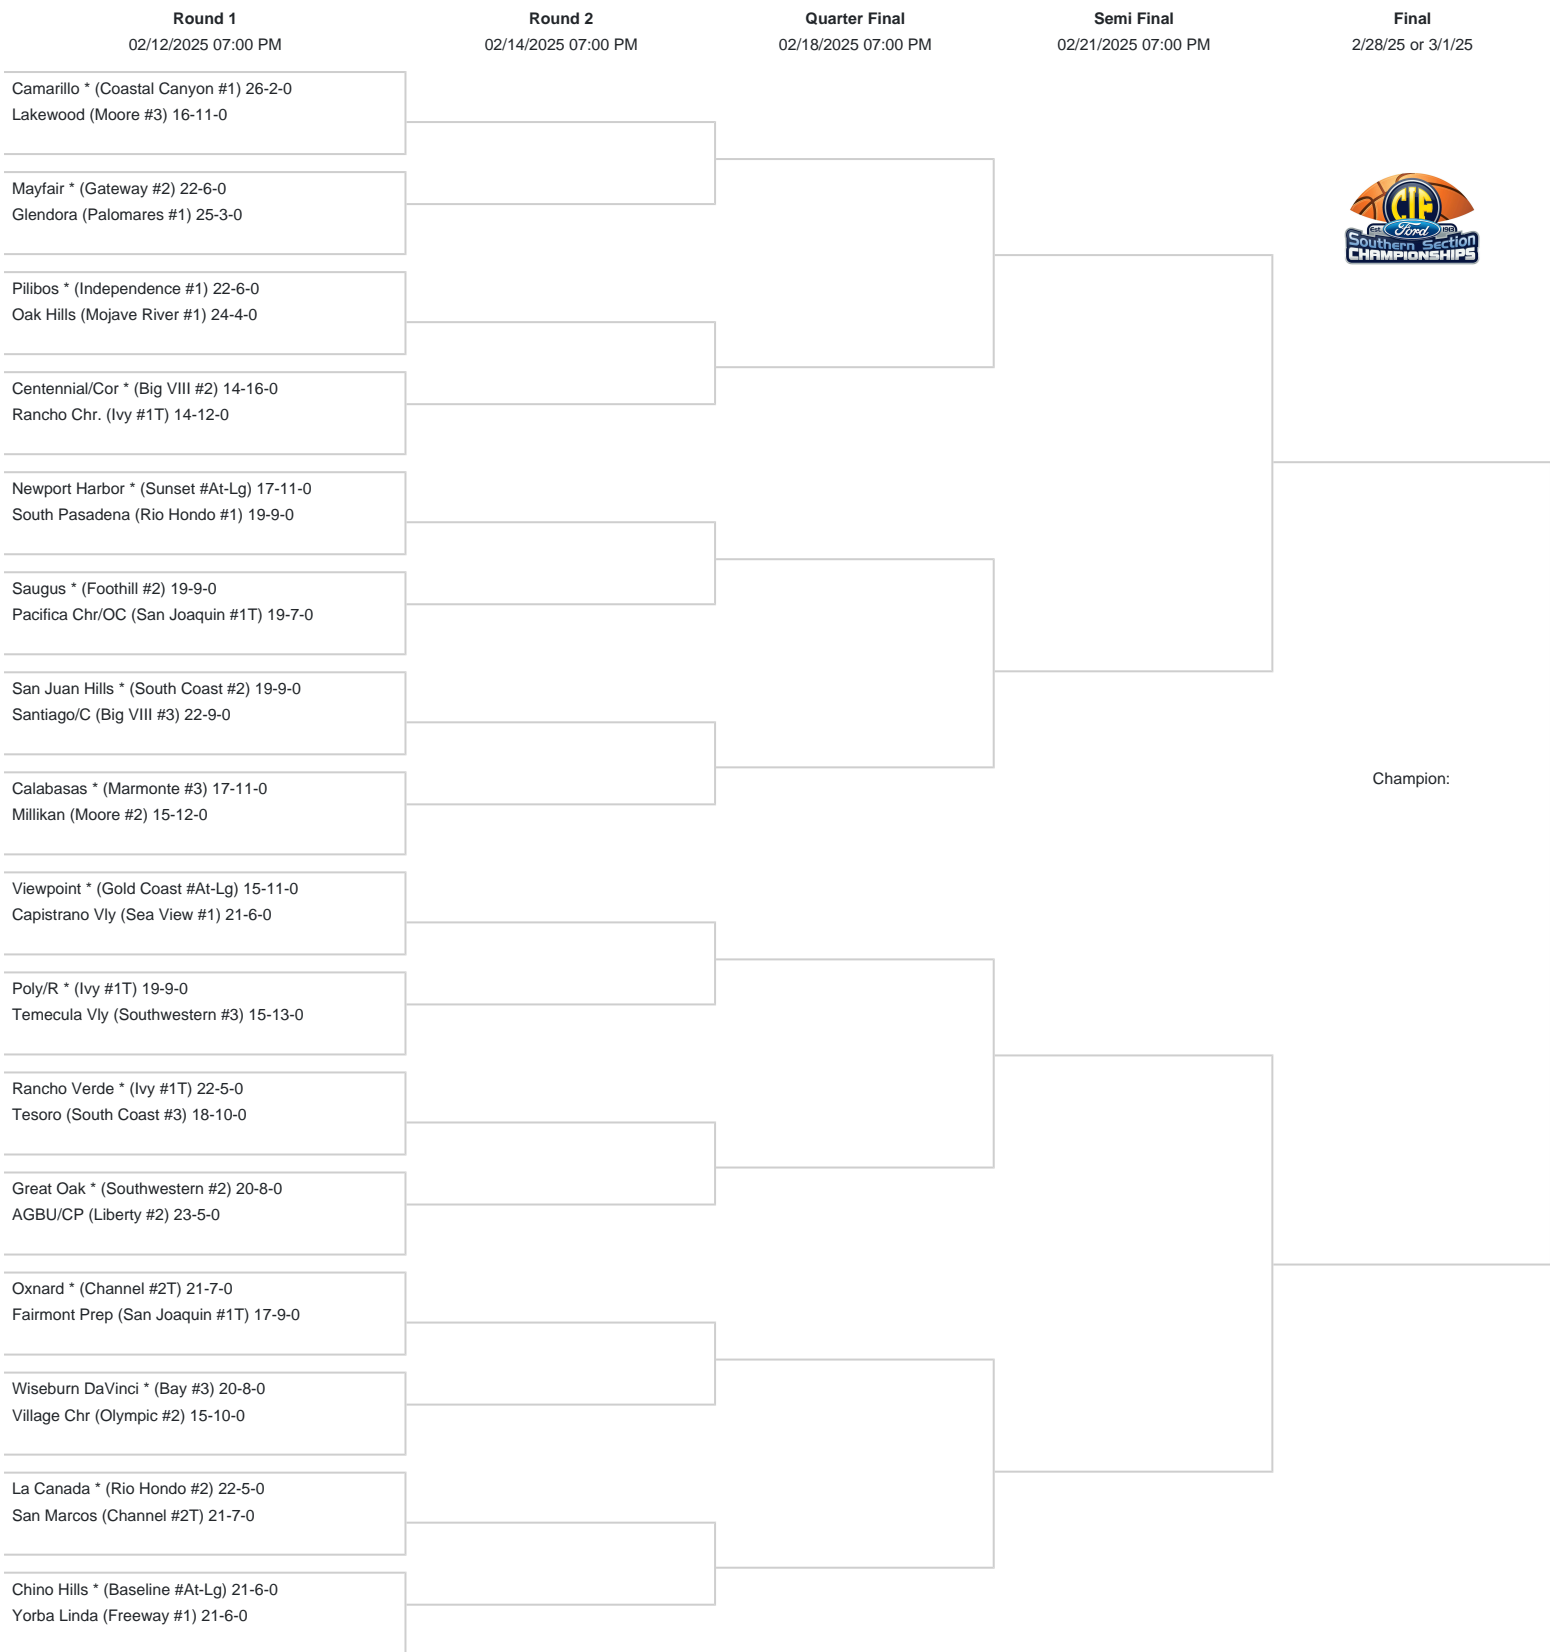 Round 1
02/12/2025 07:00 PM
Round 2
02/14/2025 07:00 PM
Quarter Final
02/18/2025 07:00 PM
Semi Final
02/21/2025 07:00 PM
Final
2/28/25 or 3/1/25
Camarillo * (Coastal Canyon #1) 26-2-0
Lakewood (Moore #3) 16-11-0
Mayfair * (Gateway #2) 22-6-0
Glendora (Palomares #1) 25-3-0
Pilibos * (Independence #1) 22-6-0
Oak Hills (Mojave River #1) 24-4-0
Centennial/Cor * (Big VIII #2) 14-16-0
Rancho Chr. (Ivy #1T) 14-12-0
Newport Harbor * (Sunset #At-Lg) 17-11-0
South Pasadena (Rio Hondo #1) 19-9-0
Saugus * (Foothill #2) 19-9-0
Pacifica Chr/OC (San Joaquin #1T) 19-7-0
San Juan Hills * (South Coast #2) 19-9-0
Santiago/C (Big VIII #3) 22-9-0
Calabasas * (Marmonte #3) 17-11-0
Millikan (Moore #2) 15-12-0
Viewpoint * (Gold Coast #At-Lg) 15-11-0
Capistrano Vly (Sea View #1) 21-6-0
Poly/R * (Ivy #1T) 19-9-0
Temecula Vly (Southwestern #3) 15-13-0
Rancho Verde * (Ivy #1T) 22-5-0
Tesoro (South Coast #3) 18-10-0
Great Oak * (Southwestern #2) 20-8-0
AGBU/CP (Liberty #2) 23-5-0
Oxnard * (Channel #2T) 21-7-0
Fairmont Prep (San Joaquin #1T) 17-9-0
Wiseburn DaVinci * (Bay #3) 20-8-0
Village Chr (Olympic #2) 15-10-0
La Canada * (Rio Hondo #2) 22-5-0
San Marcos (Channel #2T) 21-7-0
Chino Hills * (Baseline #At-Lg) 21-6-0
Yorba Linda (Freeway #1) 21-6-0
CIF
Est. Ford 1913
Southern Section
CHAMPIONSHIPS
Champion: